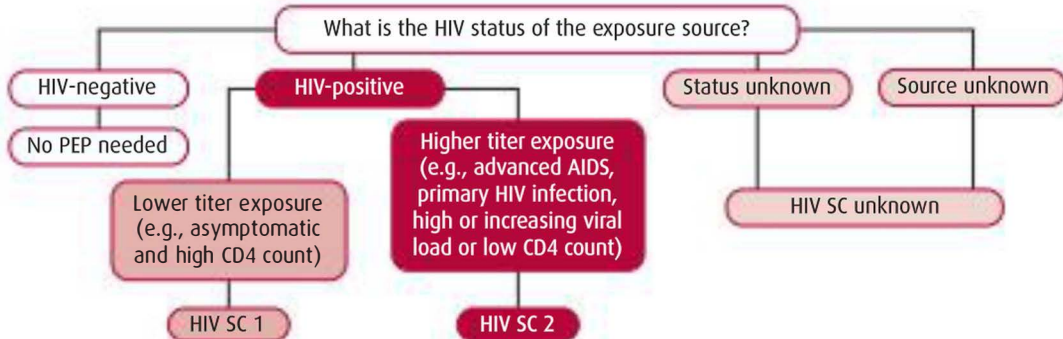 What is the HIV status of the exposure source?
HIV-negative
HIV-positive
Status unknown
Source unknown
No PEP needed
Higher titer exposure
(e.g., advanced AIDS,
primary HIV infection,
high or increasing viral
load or low CD4 count)
Lower titer exposure
(e.g., asymptomatic
and high CD4 count)
HIV SC unknown
HIV SC 1
HIV SC 2